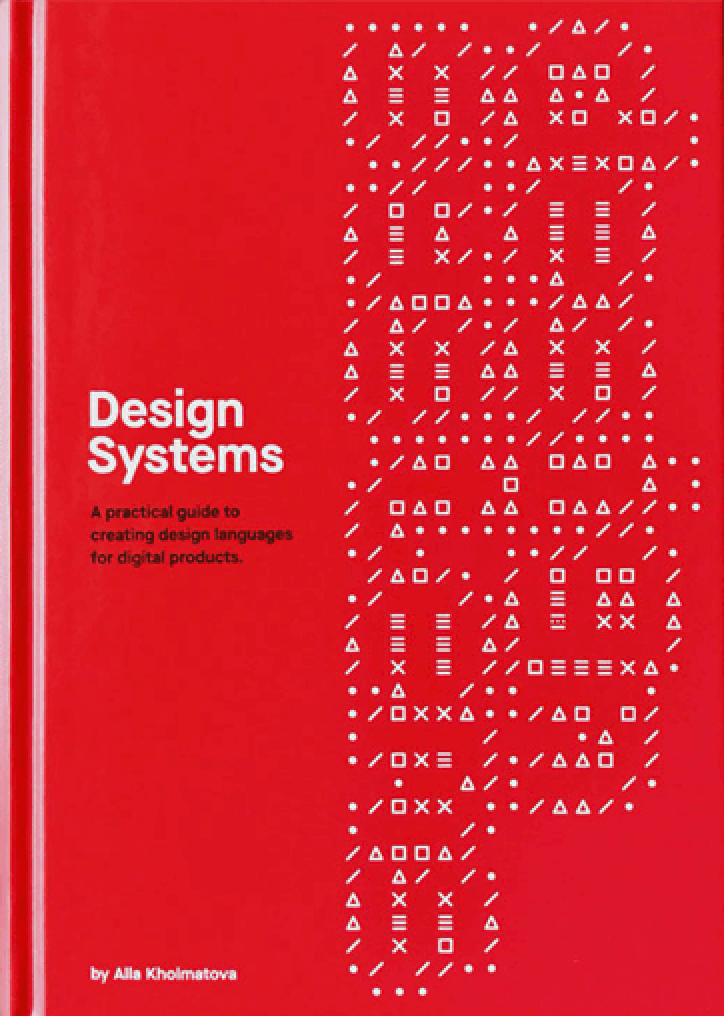 Design
Systems
A practical guide to
creating design languages
for digital products.
by Alla Kholmatova